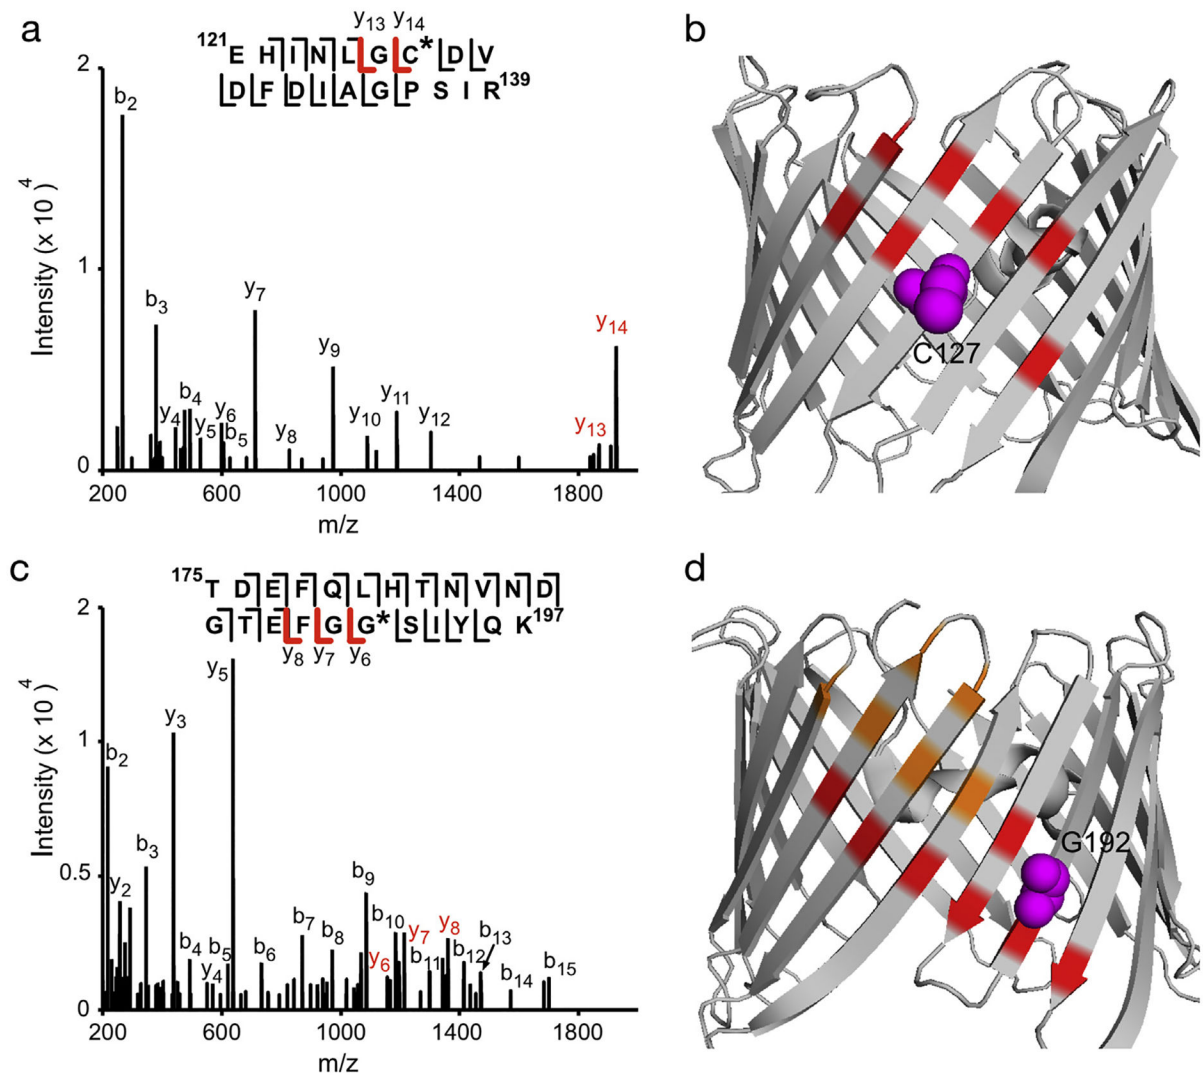 a
y13 y14
121E H I N L G C* D V
D F D I A G P S I R139
2
1
0
Intensity (x 10 4)
b2
b3
y4
b4
y5
y6
b5
y7
y8
y9
y10
y11
y12
y13
y14
200 600 1000 1400 1800
m/z
b
C127
c
175T D E F Q L H T N V N D
G T E F G G* S I Y Q K197
y8 y7 y6
2
1
0.5
0
Intensity (x 10 4)
b2
y2
b3
y3
b4
y4
b5
y5
b6
b7
b8
b9
b10
y6
y7
b11
y8
b12
b13
b14
b15
200 600 1000 1400 1800
m/z
d
G192